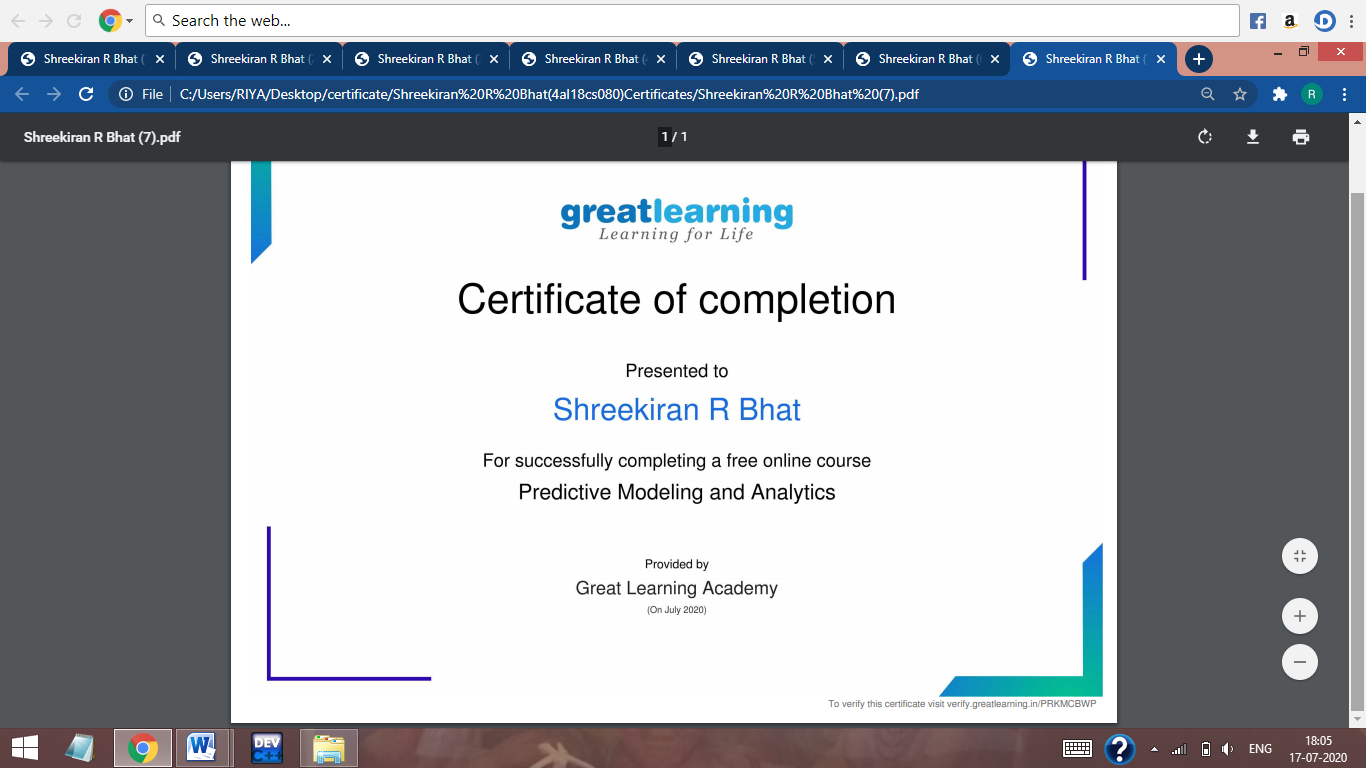 Search the web...
Shreekiran R Bhat (
Shreekiran R Bhat (
Shreekiran R Bhat (
Shreekiran R Bhat (
Shreekiran R Bhat (
Shreekiran R Bhat (
Shreekiran R Bhat (
File
C:/Users/RIYA/Desktop/certificate/Shreekiran%20R%20Bhat(4al18cs080)Certificates/Shreekiran%20R%20Bhat%20(7).pdf
R
Shreekiran R Bhat (7).pdf
1 / 1
greatlearning
Learning for Life
Certificate of completion
Presented to
Shreekiran R Bhat
For successfully completing a free online course
Predictive Modeling and Analytics
Provided by
Great Learning Academy
(On July 2020)
To verify this certificate visit verify.greatlearning.in/PRKMCBWP
DEV
C++
ENG
18:05
17-07-2020